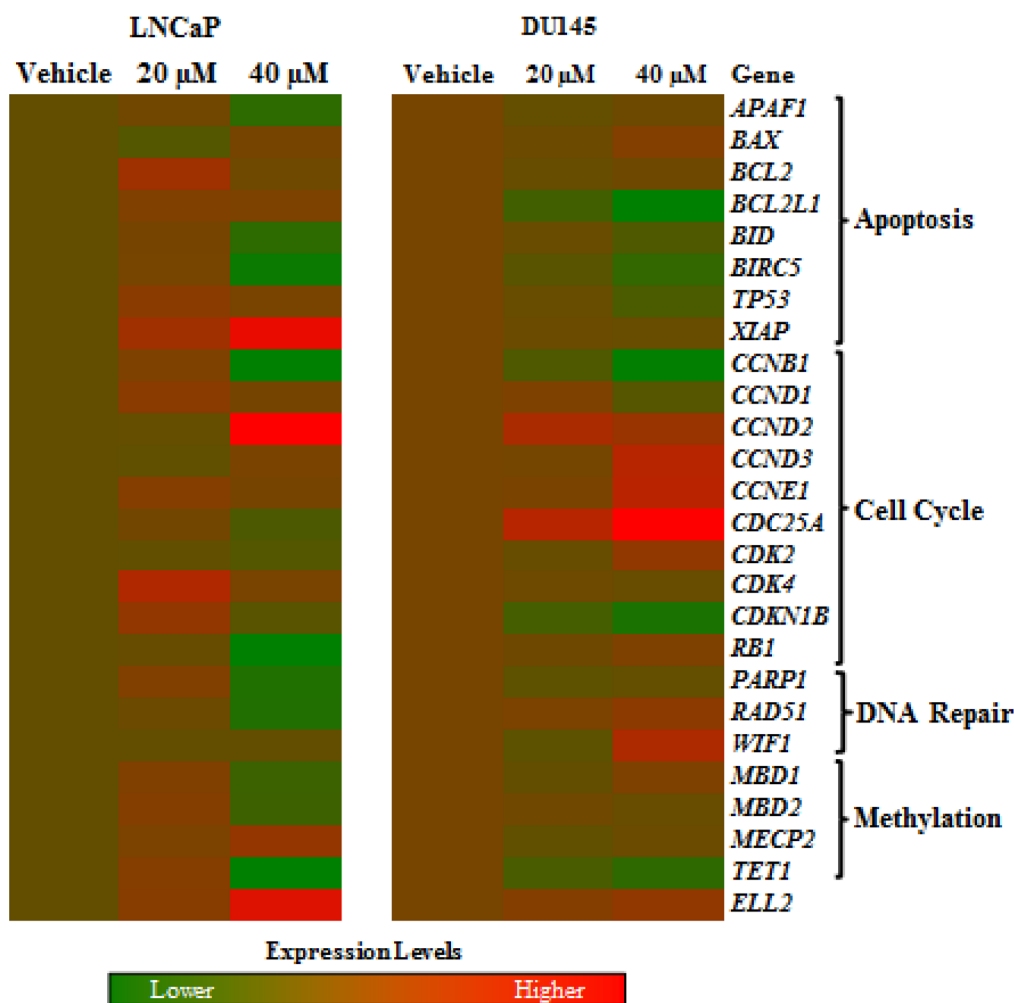 LNCaP DU145
Vehicle 20 μM 40 μM Vehicle 20 μM 40 μM Gene
APAF1
BAX
BCL2
BCL2L1
BID
BIRC5
TP53
XIAP
Apoptosis
CCNB1
CCND1
CCND2
CCND3
CCNE1
CDC25A
CDK2
CDK4
CDKN1B
RB1
Cell Cycle
PARP1
RAD51
WIF1
DNA Repair
MBD1
MBD2
MECP2
TET1
Methylation
ELL2
Expression Levels
Lower Higher